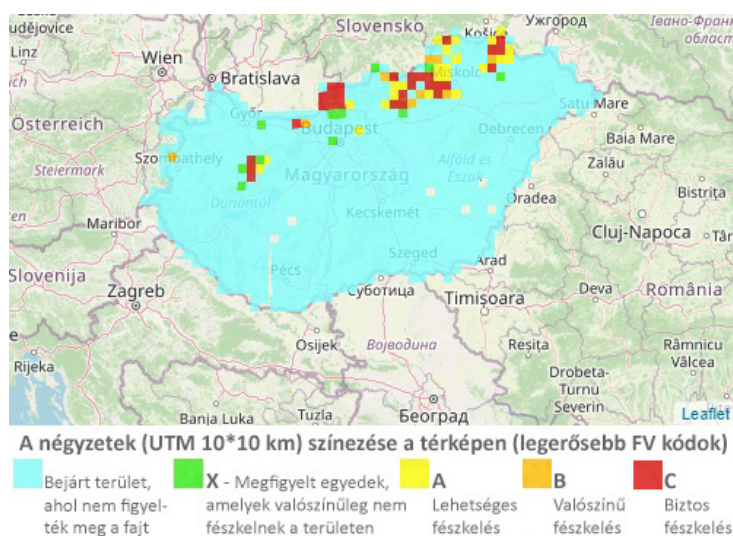 Slovensko
Košice
Ужгород
Івано-Франк
област
Linz
Wien
Bratislava
Miskolc
Satu Mare
Győr
Budapest
Debrecen
Baia Mare
Österreich
Szombathely
Zalău
Steiermark
Magyarország
Alföld és
Észak
Bistrița
Oradea
Dunántúl
Kecskemét
Cluj-Napoca
Maribor
Târ
Szeged
Slovenija
Pécs
Arad
Zagreb
Суботица
Timișoara
Deva
România
Osijek
Војводина
Reșița
Râmnicu
Vâlcea
Rijeka
Drobeta-
Turnu
Severin
Banja Luka
Tuzla
Београд
Leaflet
A négyzetek (UTM 10*10 km) színezése a térképen (legerősebb FV kódok)
Bejárt terület,
ahol nem figyel-
ték meg a fajt
X - Megfigyelt egyedek,
amelyek valószínűleg nem
fészkelnek a területen
A
Lehetséges
fészkelés
B
Valószínű
fészkelés
C
Biztos
fészkelés